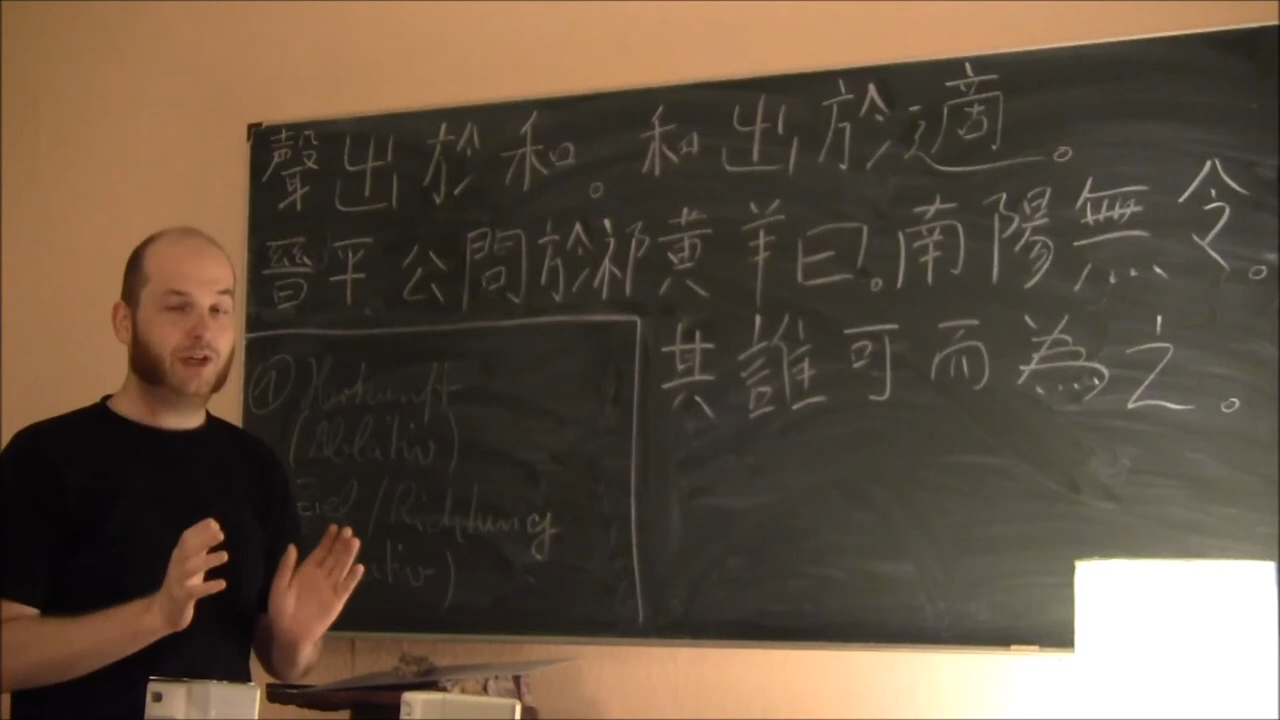 聲出於和。和出於適。
晉平公問於祁黃羊曰。南陽無令。
其誰可而為之。
① Herkunft
(Ablativ)
Ziel/Richtung